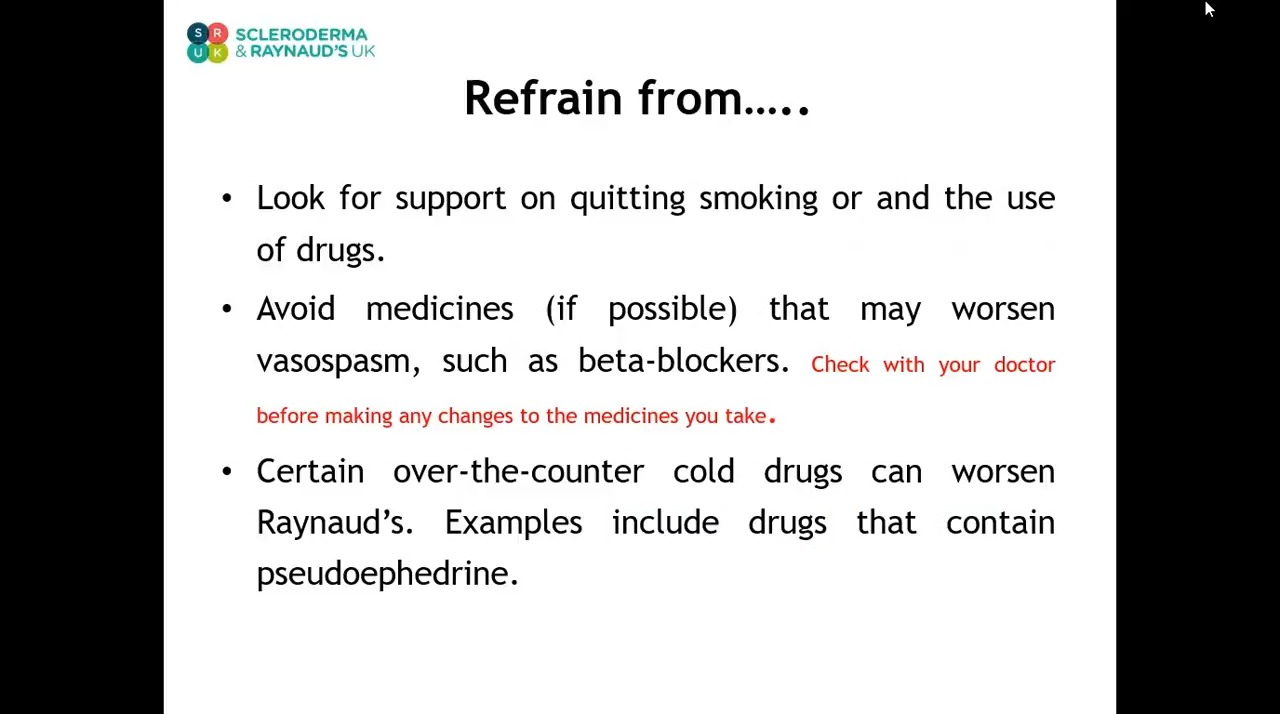 S R
U K
SCLERODERMA
& RAYNAUD'S UK
Refrain from…..
• Look for support on quitting smoking or and the use
of drugs.
• Avoid medicines (if possible) that may worsen
vasospasm, such as beta-blockers. Check with your doctor
before making any changes to the medicines you take.
• Certain over-the-counter cold drugs can worsen
Raynaud’s. Examples include drugs that contain
pseudoephedrine.